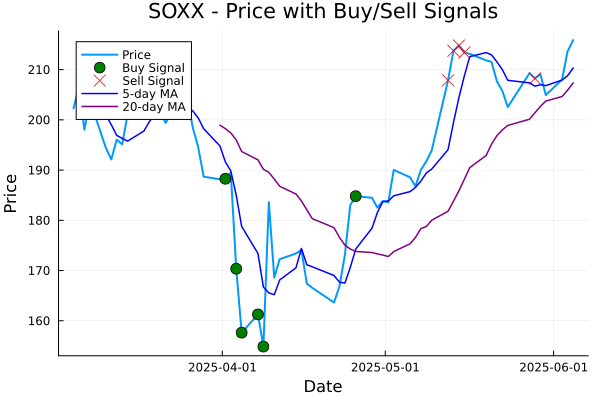 SOXX - Price with Buy/Sell Signals
Price
Buy Signal
Sell Signal
5-day MA
20-day MA
210
200
190
180
170
160
Price
2025-04-01
2025-05-01
2025-06-01
Date